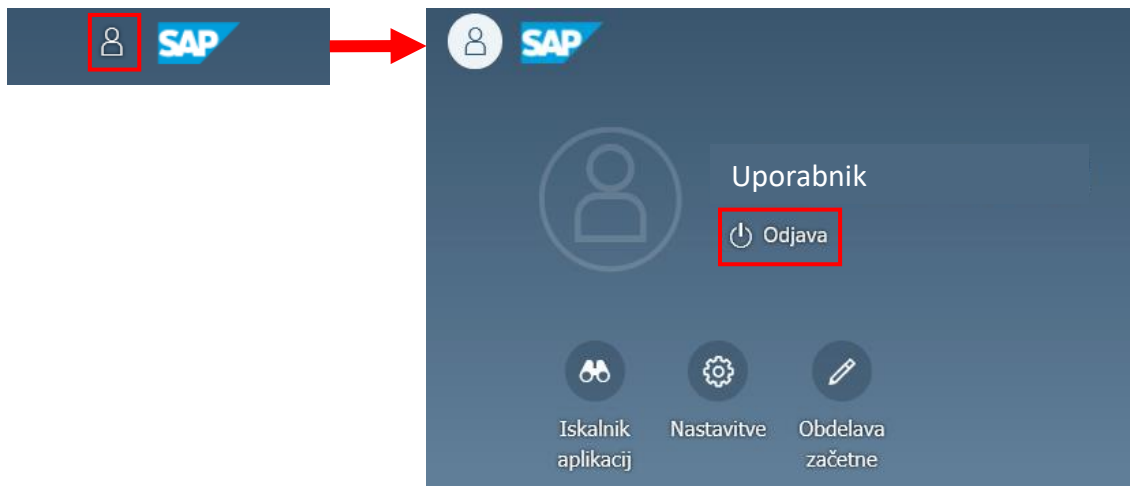 SAP
SAP
Uporabnik
Odjava
Iskalnik
aplikacij
Nastavitve
Obdelava
začetne